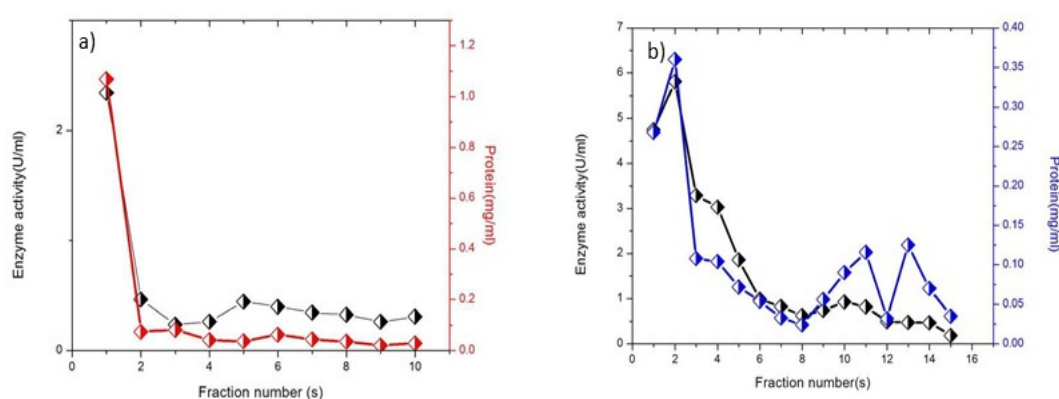 a)
Enzyme activity(U/ml)
2
0
Protein(mg/ml)
1.2
1.0
0.8
0.6
0.4
0.2
0.0
0 2 4 6 8 10
Fraction number (s)
b)
Enzyme activity(U/ml)
7
6
5
4
3
2
1
0
Protein(mg/ml)
0.40
0.35
0.30
0.25
0.20
0.15
0.10
0.05
0.00
0 2 4 6 8 10 12 14 16
Fraction number(s)